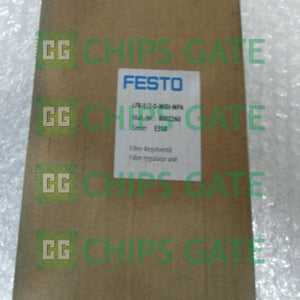 CHIPS GATE
FESTO
LFR-1/2-D-MIDI-MPA
CHIPS GATE
Serie: E508
Filter-Regelventil
Filter regulator unit
CHIPS GATE
CHIPS GATE